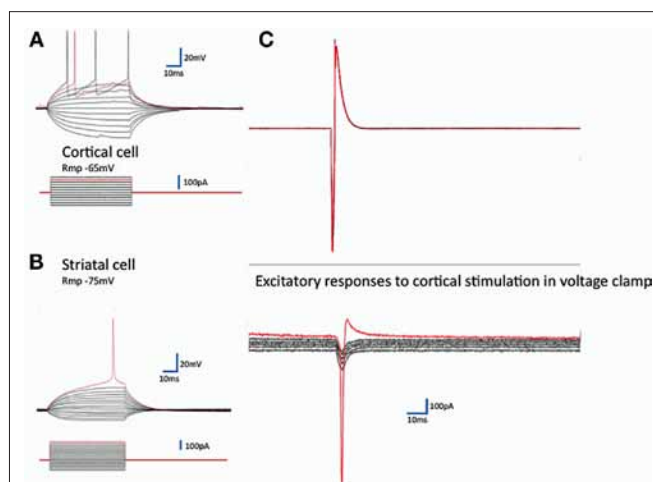 A
20mV
10ms
Cortical cell
Rmp -65mV
100pA
B
Striatal cell
Rmp -75mV
20mV
10ms
100pA
C
Excitatory responses to cortical stimulation in voltage clamp
100pA
10ms